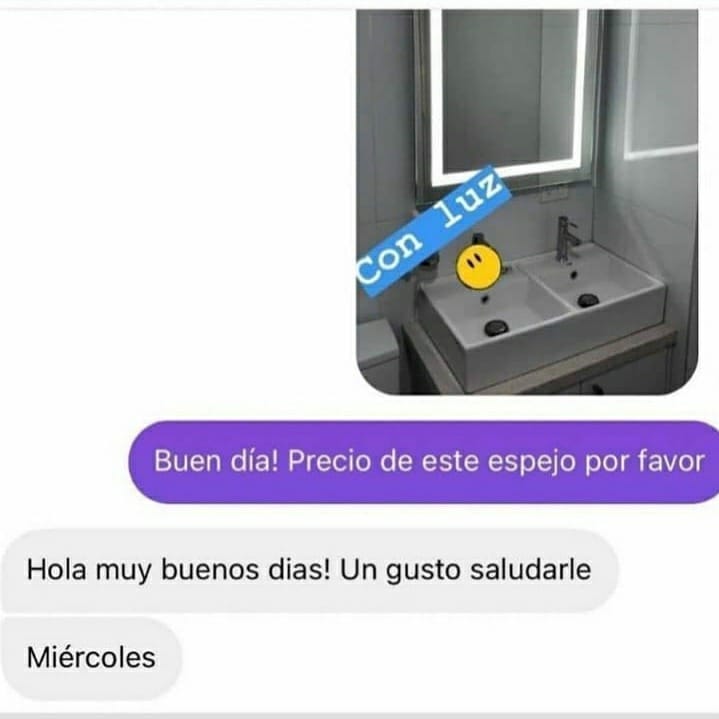 Con luz
Buen día! Precio de este espejo por favor
Hola muy buenos dias! Un gusto saludarle
Miércoles